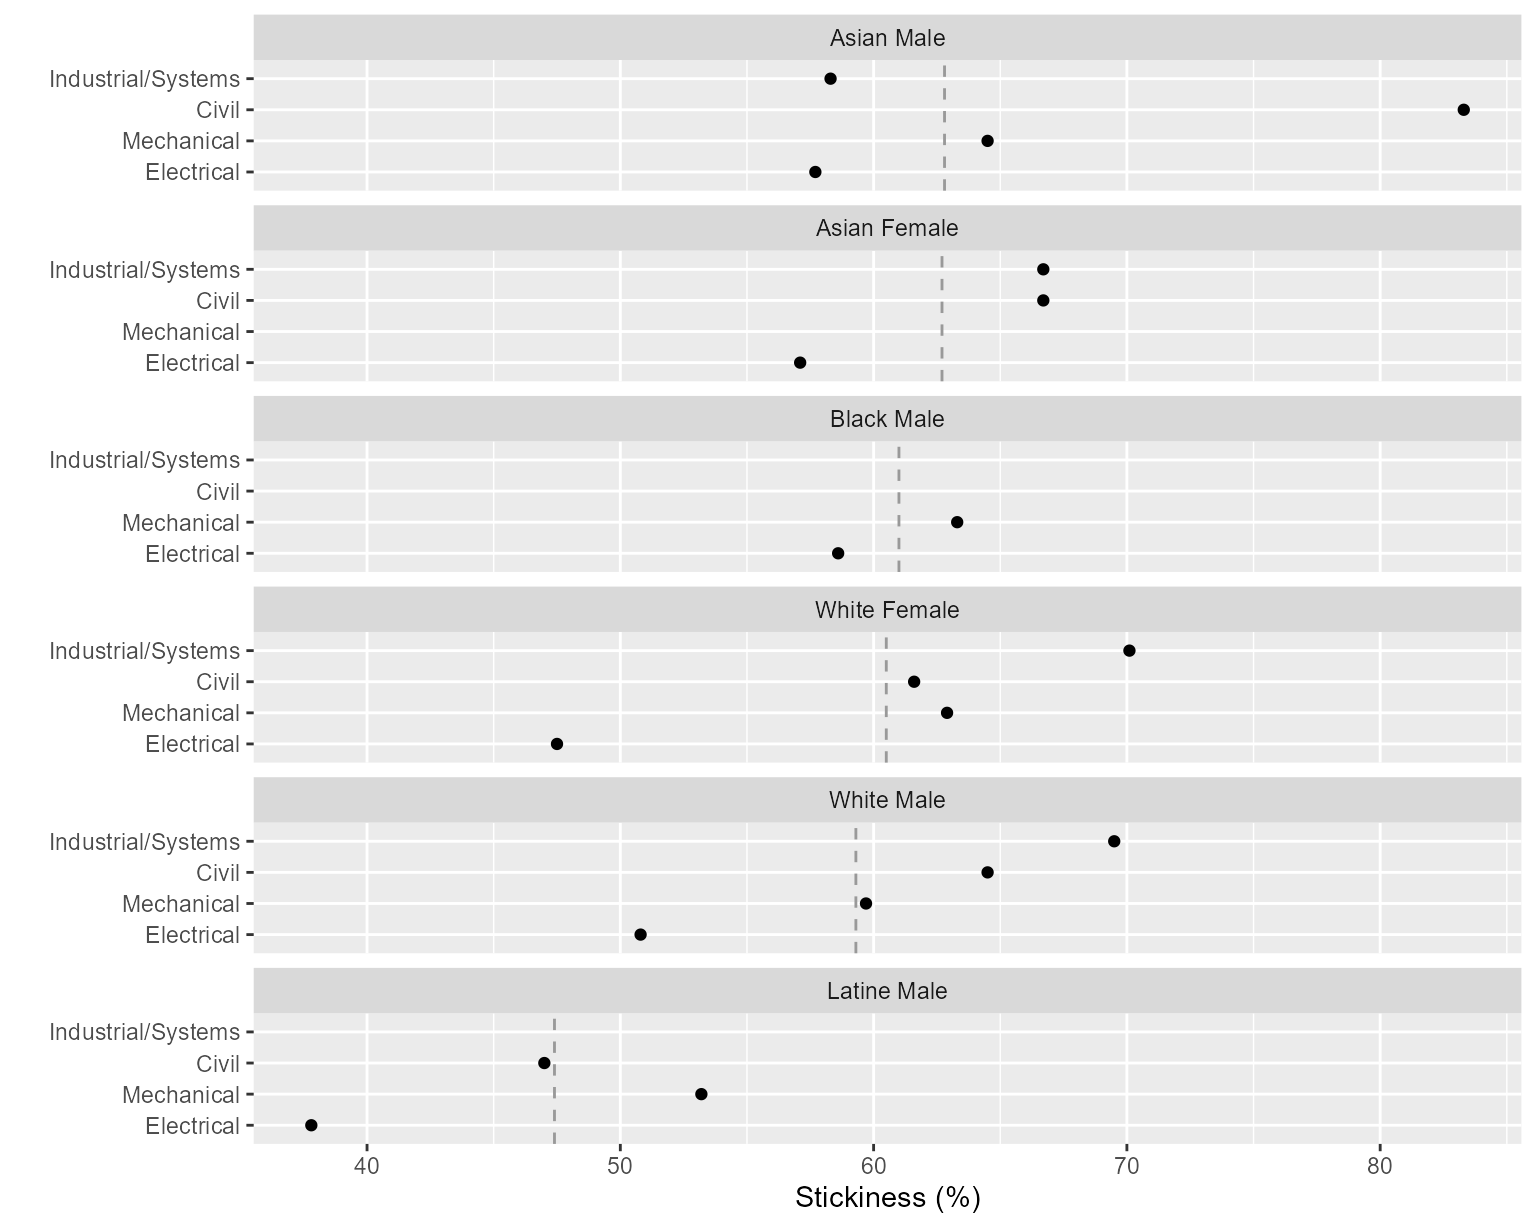 Asian Male
Industrial/Systems
Civil
Mechanical
Electrical
Asian Female
Industrial/Systems
Civil
Mechanical
Electrical
Black Male
Industrial/Systems
Civil
Mechanical
Electrical
White Female
Industrial/Systems
Civil
Mechanical
Electrical
White Male
Industrial/Systems
Civil
Mechanical
Electrical
Latine Male
Industrial/Systems
Civil
Mechanical
Electrical
40 50 60 70 80
Stickiness (%)